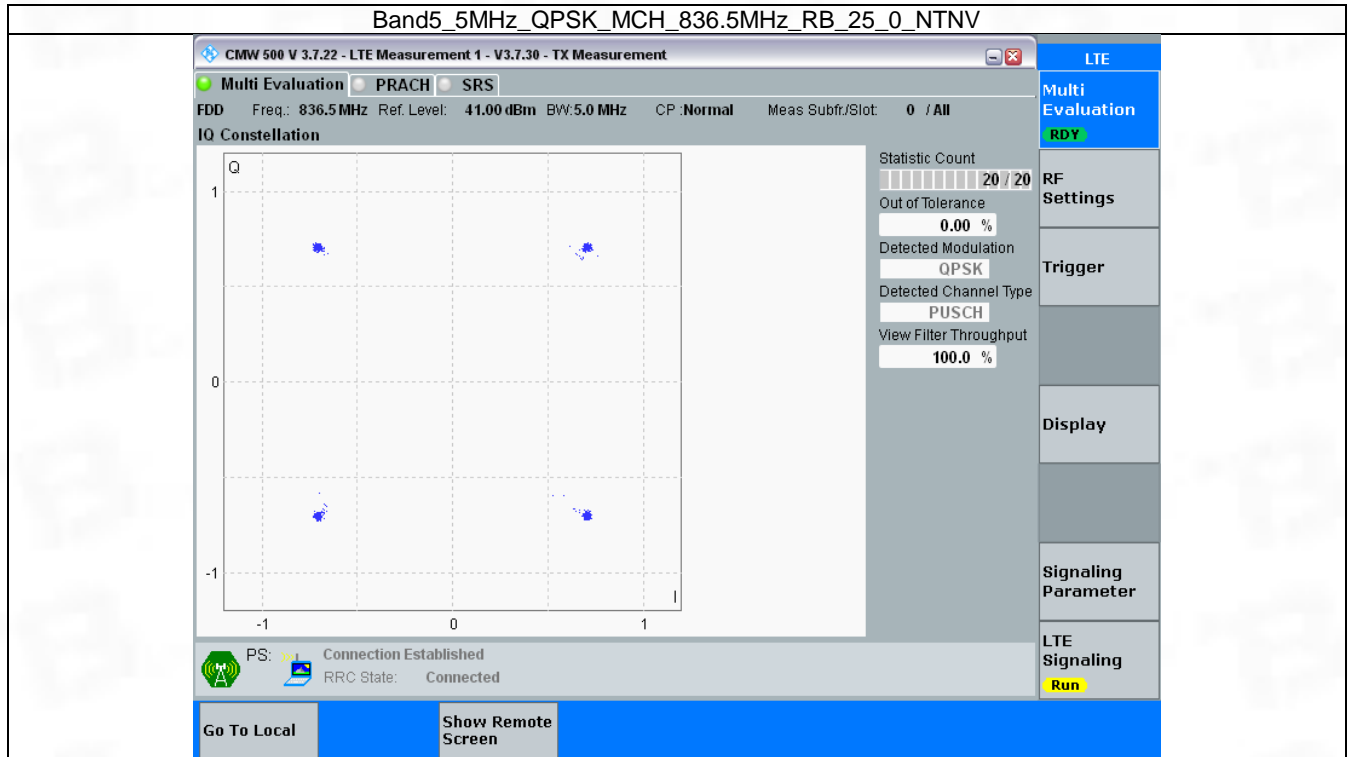 Band5_5MHz_QPSK_MCH_836.5MHz_RB_25_0_NTNV
CMW 500 V 3.7.22 - LTE Measurement 1 - V3.7.30 - TX Measurement
LTE
Multi Evaluation PRACH SRS
Multi
Evaluation
RDY
FDD Freq.: 836.5 MHz Ref. Level: 41.00 dBm BW: 5.0 MHz CP : Normal Meas Subfr./Slot: 0 / All
IQ Constellation
Q
1
0
-1
I
-1 0 1
Statistic Count
20 / 20
Out of Tolerance
0.00 %
Detected Modulation
QPSK
Detected Channel Type
PUSCH
View Filter Throughput
100.0 %
RF
Settings
Trigger
Display
Signaling
Parameter
LTE
Signaling
Run
PS: Connection Established
RRC State: Connected
Go To Local
Show Remote
Screen